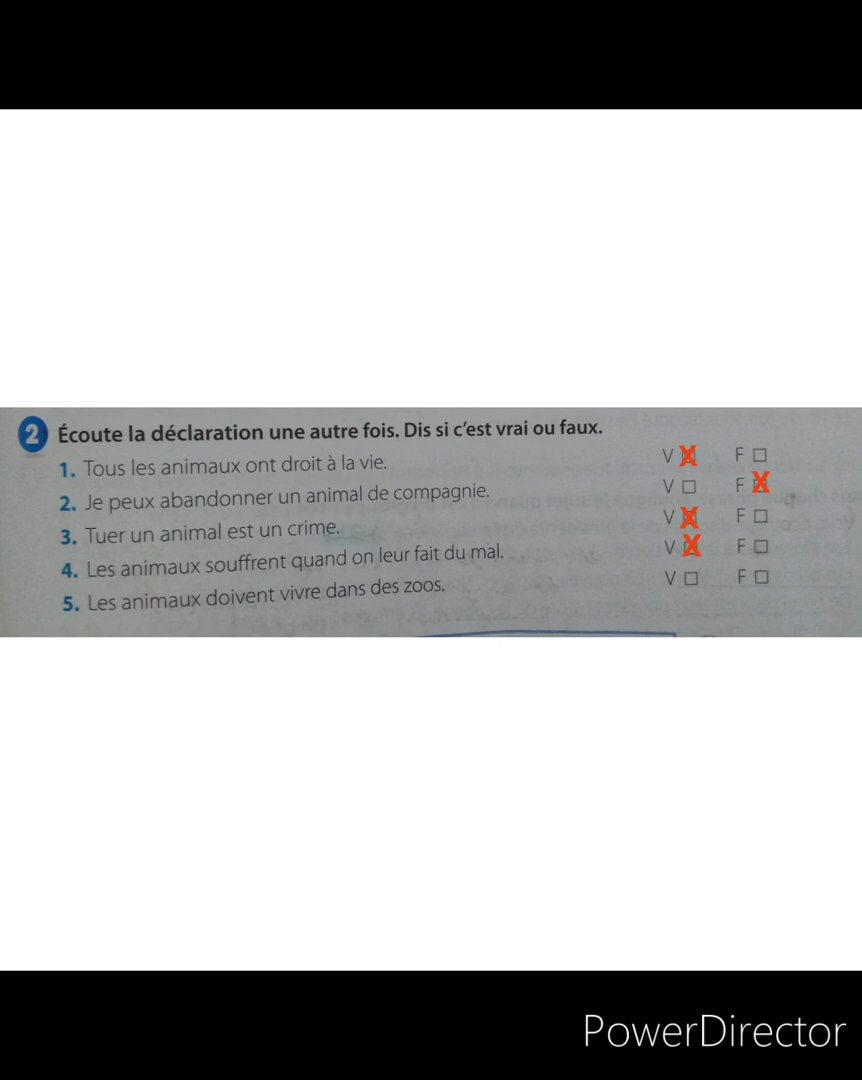 2 Écoute la déclaration une autre fois. Dis si c'est vrai ou faux.
1. Tous les animaux ont droit à la vie. V X F □
2. Je peux abandonner un animal de compagnie. V □ F X
3. Tuer un animal est un crime. V X F □
4. Les animaux souffrent quand on leur fait du mal. V X F □
5. Les animaux doivent vivre dans des zoos. V □ F □
PowerDirector